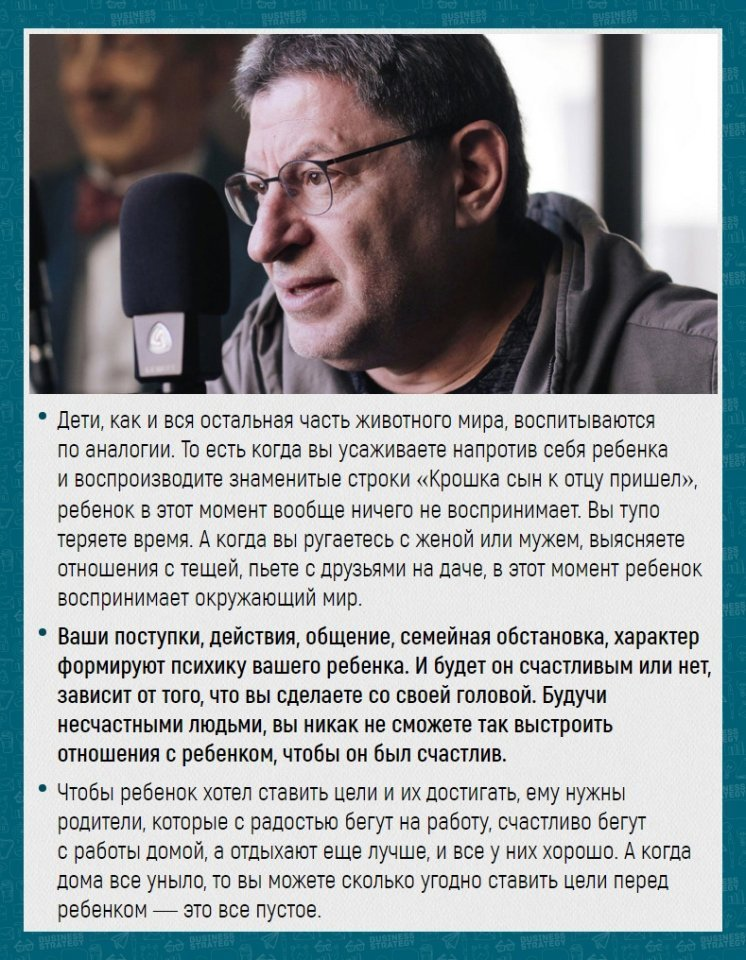 BUSINESS
STRATEGY
Дети, как и вся остальная часть животного мира, воспитываются
по аналогии. То есть когда вы усаживаете напротив себя ребенка
и воспроизводите знаменитые строки «Крошка сын к отцу пришел»,
ребенок в этот момент вообще ничего не воспринимает. Вы тупо
теряете время. А когда вы ругаетесь с женой или мужем, выясняете
отношения с тещей, пьете с друзьями на даче, в этот момент ребенок
воспринимает окружающий мир.
Ваши поступки, действия, общение, семейная обстановка, характер
формируют психику вашего ребенка. И будет он счастливым или нет,
зависит от того, что вы сделаете со своей головой. Будучи
несчастными людьми, вы никак не сможете так выстроить
отношения с ребенком, чтобы он был счастлив.
Чтобы ребенок хотел ставить цели и их достигать, ему нужны
родители, которые с радостью бегут на работу, счастливо бегут
с работы домой, а отдыхают еще лучше, и все у них хорошо. А когда
дома все уныло, то вы можете сколько угодно ставить цели перед
ребенком — это все пустое.
BUSINESS
STRATEGY